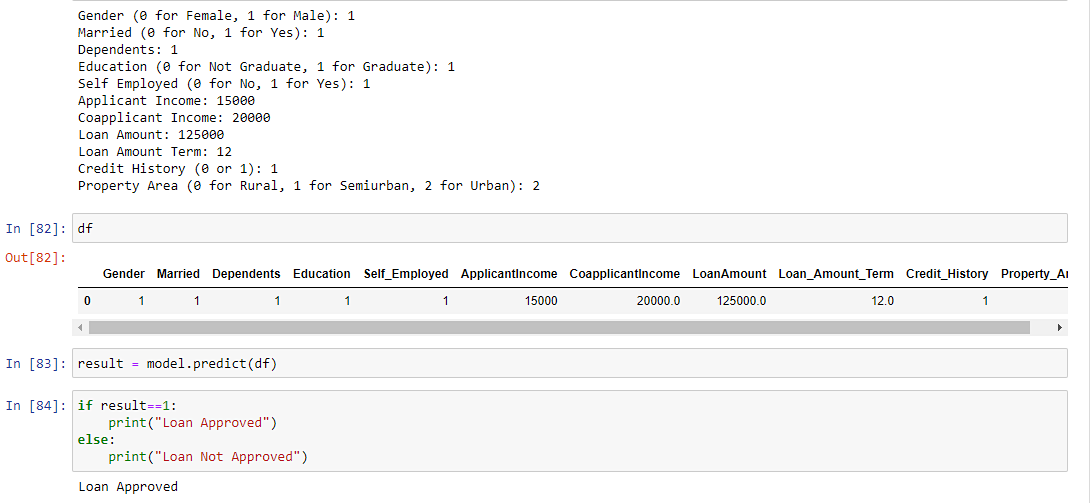 Gender (0 for Female, 1 for Male): 1
Married (0 for No, 1 for Yes): 1
Dependents: 1
Education (0 for Not Graduate, 1 for Graduate): 1
Self Employed (0 for No, 1 for Yes): 1
Applicant Income: 15000
Coapplicant Income: 20000
Loan Amount: 125000
Loan Amount Term: 12
Credit History (0 or 1): 1
Property Area (0 for Rural, 1 for Semiurban, 2 for Urban): 2
In [82]: df
Out[82]:
Gender Married Dependents Education Self_Employed ApplicantIncome CoapplicantIncome LoanAmount Loan_Amount_Term Credit_History Property_Ar
0 1 1 1 1 1 15000 20000.0 125000.0 12.0 1
In [83]: result = model.predict(df)
In [84]: if result==1:
print("Loan Approved")
else:
print("Loan Not Approved")
Loan Approved